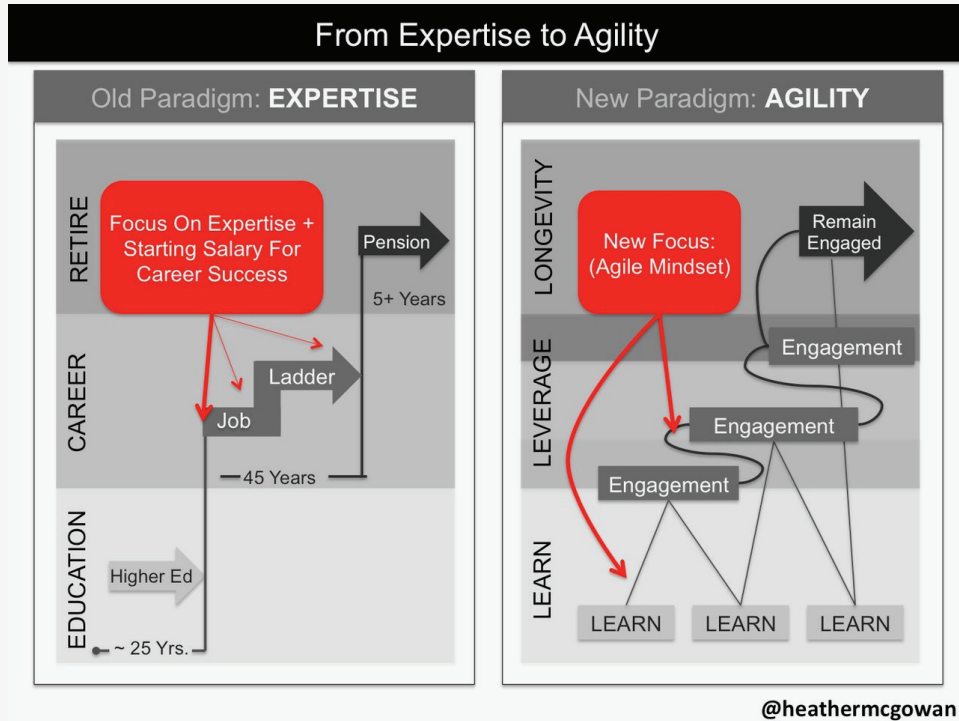 From Expertise to Agility
Old Paradigm: EXPERTISE
RETIRE
Focus On Expertise +
Starting Salary For
Career Success
Pension
5+ Years
CAREER
Ladder
Job
45 Years
EDUCATION
Higher Ed
~ 25 Yrs.
New Paradigm: AGILITY
LONGEVITY
New Focus:
(Agile Mindset)
Remain
Engaged
LEVERAGE
Engagement
Engagement
Engagement
LEARN
LEARN
LEARN
LEARN
@heathermcgowan